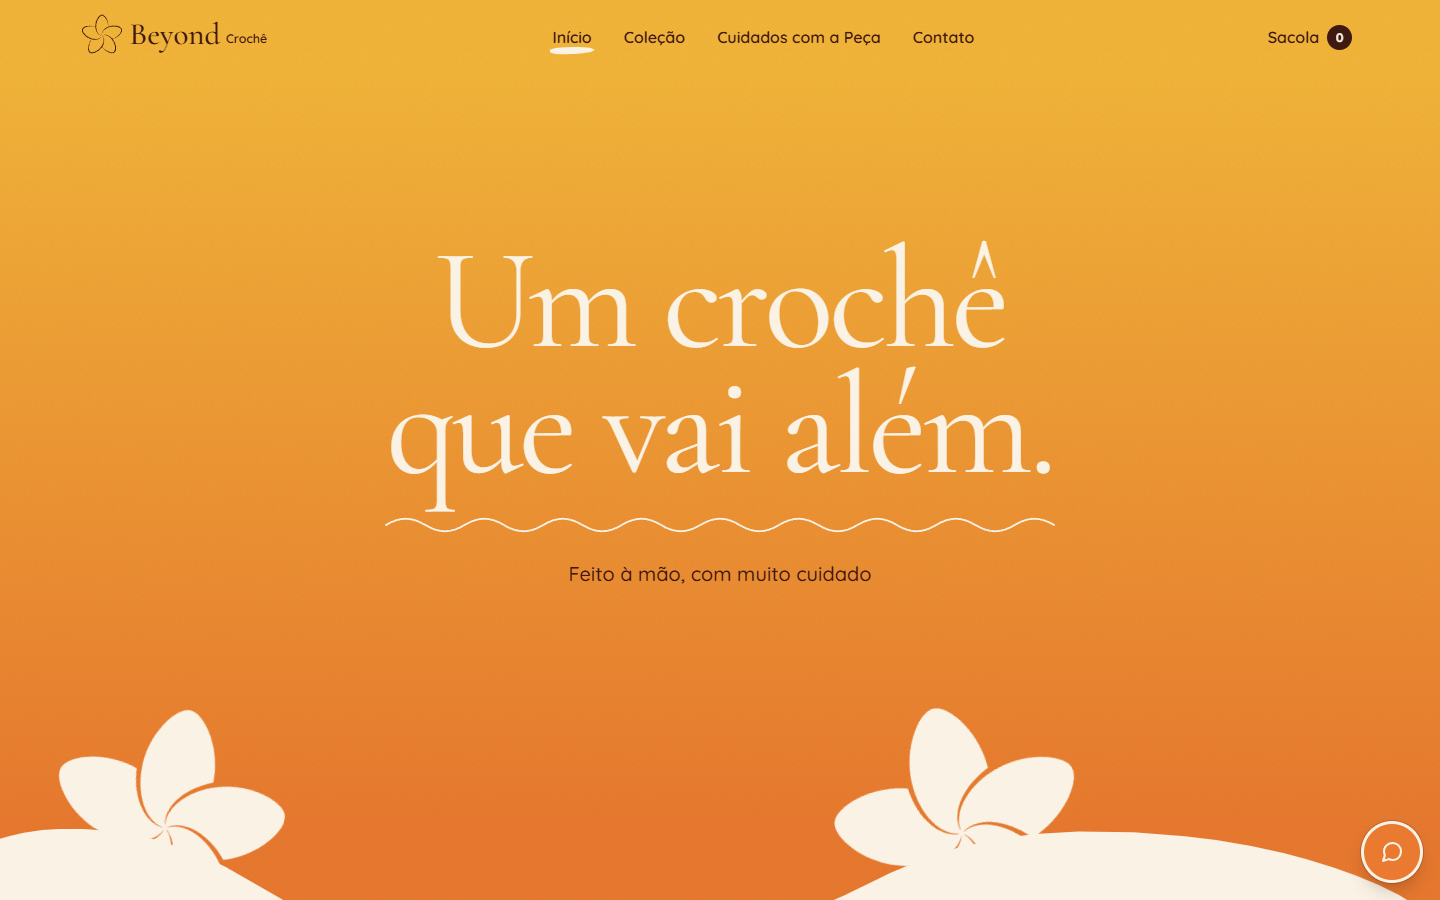 Beyond Crochê
Início
Coleção
Cuidados com a Peça
Contato
Sacola 0
Um crochê
que vai além.
Feito à mão, com muito cuidado